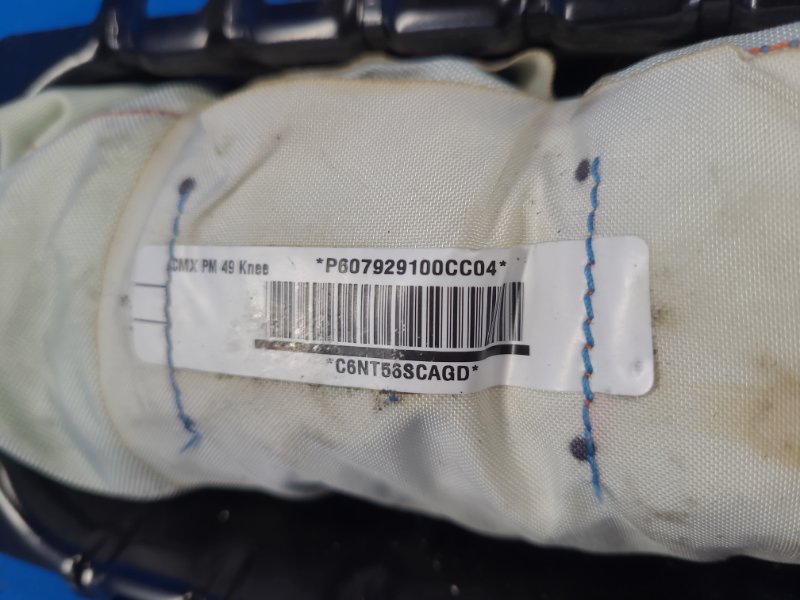 CMX PM 49 Knee
*P607929100CC04*
*C6NT56SCAGD*